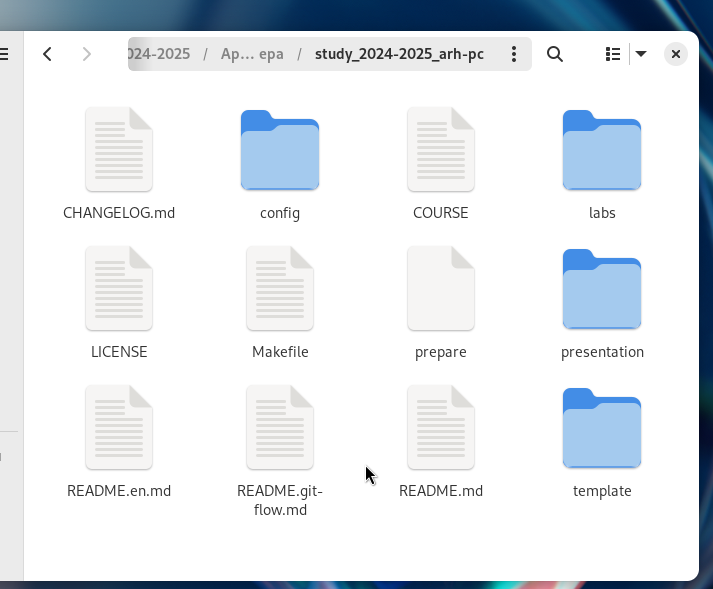 024-2025 / Ap... ера / study_2024-2025_arh-pc
CHANGELOG.md
config
COURSE
labs
LICENSE
Makefile
prepare
presentation
README.en.md
README.git-
flow.md
README.md
template